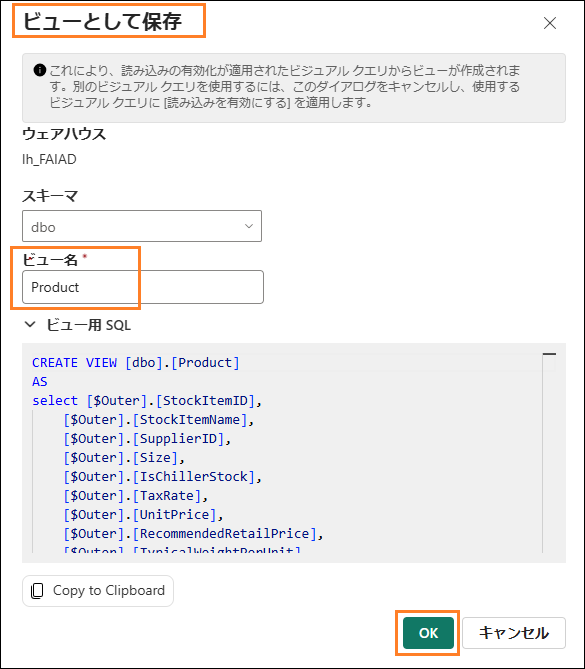 ビューとして保存
これにより、読み込みの有効化が適用されたビジュアル クエリからビューが作成されま
す。別のビジュアル クエリを使用するには、このダイアログをキャンセルし、使用する
ビジュアル クエリに [読み込みを有効にする] を適用します。
ウェアハウス
lh_FAIAD
スキーマ
dbo
ビュー名 *
Product
ビュー用 SQL
CREATE VIEW [dbo].[Product]
AS
select [$Outer].[StockItemID],
[$Outer].[StockItemName],
[$Outer].[SupplierID],
[$Outer].[Size],
[$Outer].[IsChillerStock],
[$Outer].[TaxRate],
[$Outer].[UnitPrice],
[$Outer].[RecommendedRetailPrice],
[$Outer].[TypicalWeightPerUnit]
Copy to Clipboard
OK
キャンセル